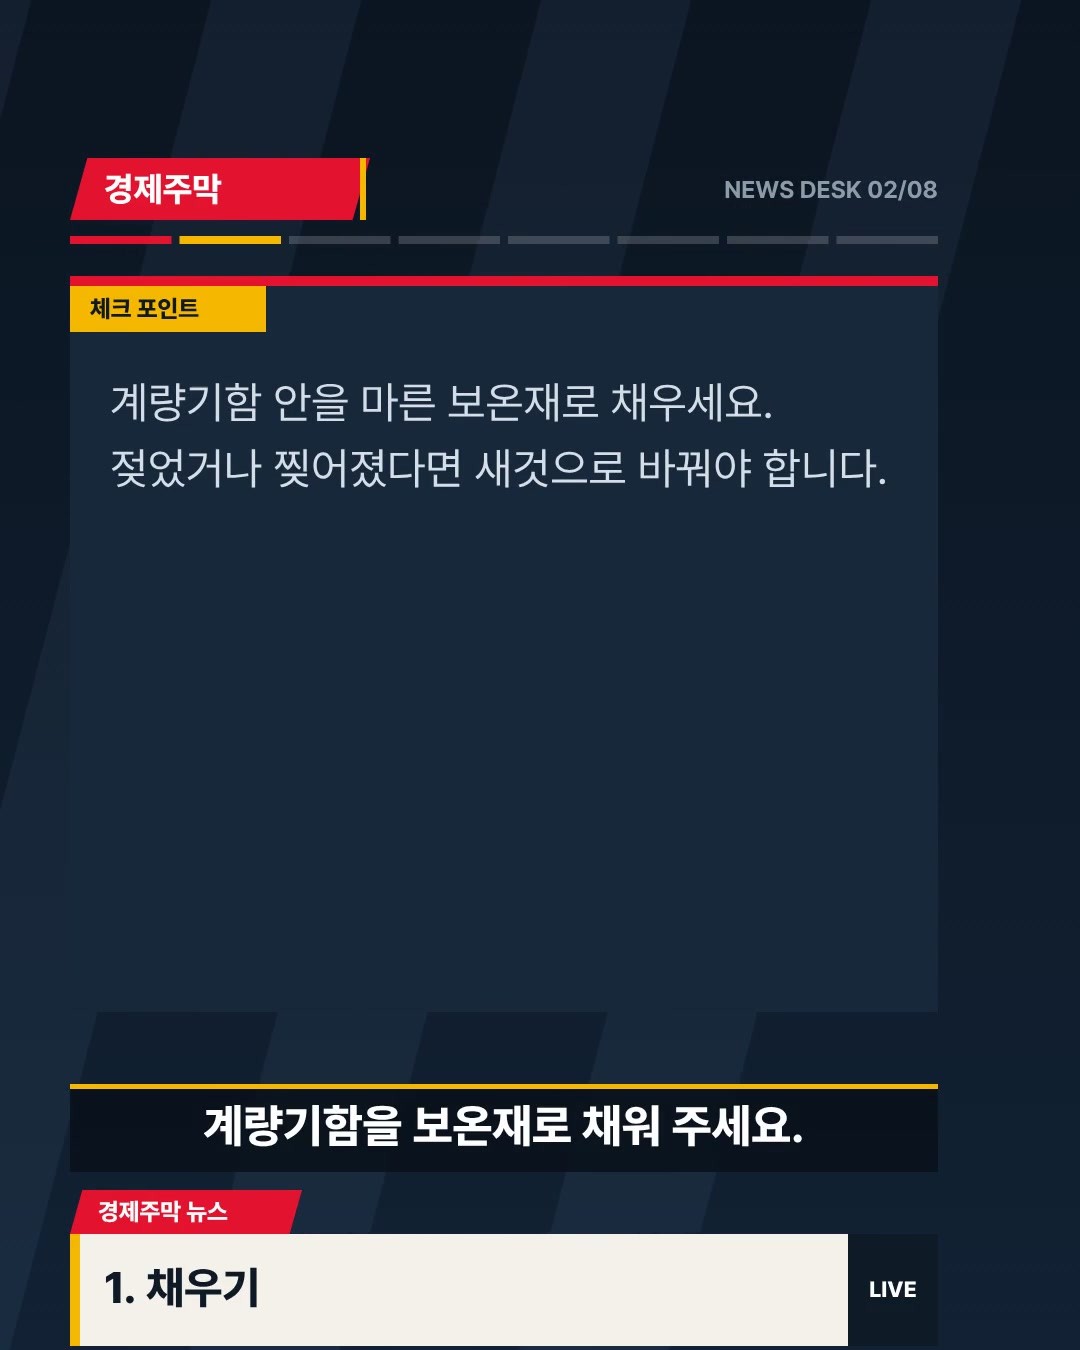 경제주막
NEWS DESK 02/08
체크 포인트
계량기함 안을 마른 보온재로 채우세요.
젖었거나 찢어졌다면 새것으로 바꿔야 합니다.
계량기함을 보온재로 채워 주세요.
경제주막 뉴스
1. 채우기
LIVE